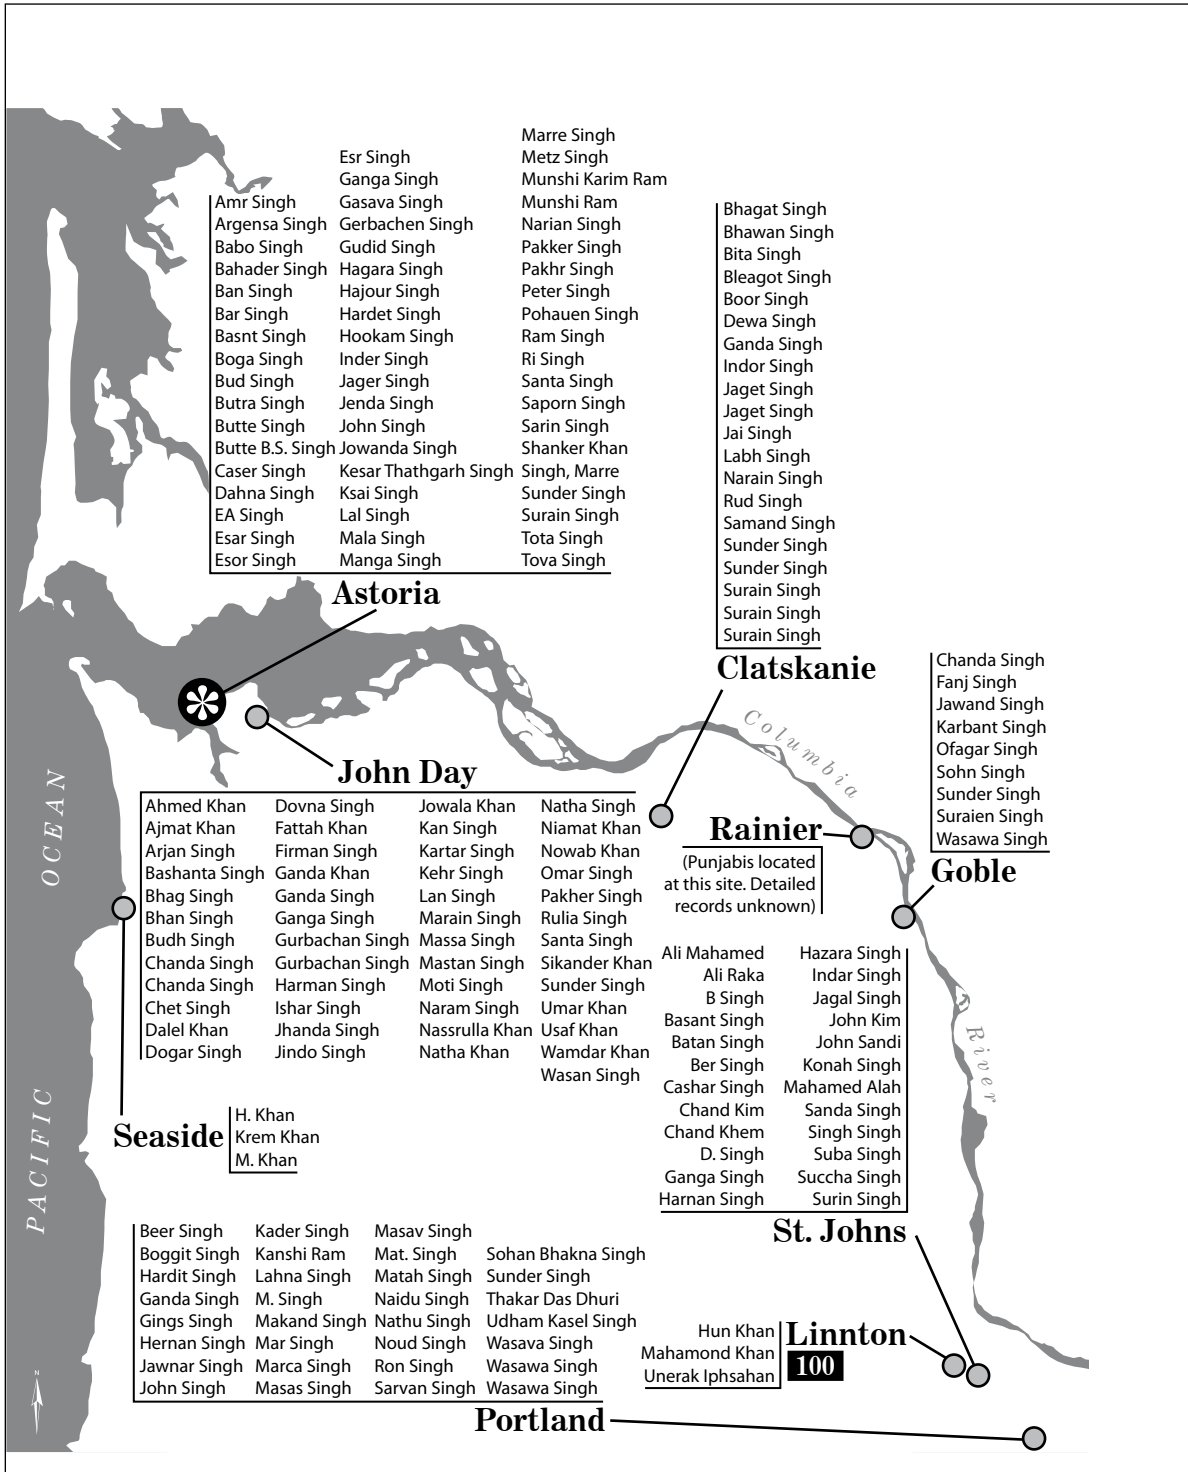 Amr Singh
Argensa Singh
Babo Singh
Bahader Singh
Ban Singh
Bar Singh
Basnt Singh
Boga Singh
Bud Singh
Butra Singh
Butte Singh
Butte B.S. Singh
Caser Singh
Dahna Singh
EA Singh
Esar Singh
Esor Singh
Esr Singh
Ganga Singh
Gasava Singh
Gerbachen Singh
Gudid Singh
Hagara Singh
Hajour Singh
Hardet Singh
Hookam Singh
Inder Singh
Jager Singh
Jenda Singh
John Singh
Jowanda Singh
Kesar Thathgarh Singh
Ksai Singh
Lal Singh
Mala Singh
Manga Singh
Marre Singh
Metz Singh
Munshi Karim Ram
Munshi Ram
Narian Singh
Pakker Singh
Pakhr Singh
Peter Singh
Pohauen Singh
Ram Singh
Ri Singh
Santa Singh
Saporn Singh
Sarin Singh
Shanker Khan
Singh, Marre
Sunder Singh
Surain Singh
Tota Singh
Tova Singh
Astoria
Bhagat Singh
Bhawan Singh
Bita Singh
Bleagot Singh
Boor Singh
Dewa Singh
Ganda Singh
Indor Singh
Jaget Singh
Jaget Singh
Jai Singh
Labh Singh
Narain Singh
Rud Singh
Samand Singh
Sunder Singh
Sunder Singh
Surain Singh
Surain Singh
Surain Singh
Clatskanie
Chanda Singh
Fanj Singh
Jawand Singh
Karbant Singh
Ofagar Singh
Sohn Singh
Sunder Singh
Suraien Singh
Wasawa Singh
Goble
Columbia
River
John Day
Ahmed Khan
Ajmat Khan
Arjan Singh
Bashanta Singh
Bhag Singh
Bhan Singh
Budh Singh
Chanda Singh
Chanda Singh
Chet Singh
Dalel Khan
Dogar Singh
Dovna Singh
Fattah Khan
Firman Singh
Ganda Khan
Ganda Singh
Ganga Singh
Gurbachan Singh
Gurbachan Singh
Harman Singh
Ishar Singh
Jhanda Singh
Jindo Singh
Jowala Khan
Kan Singh
Kartar Singh
Kehr Singh
Lan Singh
Marain Singh
Massa Singh
Mastan Singh
Moti Singh
Naram Singh
Nassrulla Khan
Natha Khan
Natha Singh
Niamat Khan
Nowab Khan
Omar Singh
Pakher Singh
Rulia Singh
Santa Singh
Sikander Khan
Sunder Singh
Umar Khan
Usaf Khan
Wamdar Khan
Wasan Singh
Rainier
(Punjabis located
at this site. Detailed
records unknown)
Ali Mahamed
Ali Raka
B Singh
Basant Singh
Batan Singh
Ber Singh
Cashar Singh
Chand Kim
Chand Khem
D. Singh
Ganga Singh
Harnan Singh
Hazara Singh
Indar Singh
Jagal Singh
John Kim
John Sandi
Konah Singh
Mahamed Alah
Sanda Singh
Singh Singh
Suba Singh
Succha Singh
Surin Singh
St. Johns
Seaside
H. Khan
Krem Khan
M. Khan
PACIFIC OCEAN
Beer Singh
Boggit Singh
Hardit Singh
Ganda Singh
Gings Singh
Hernan Singh
Jawnar Singh
John Singh
Kader Singh
Kanshi Ram
Lahna Singh
M. Singh
Makand Singh
Mar Singh
Marca Singh
Masas Singh
Masav Singh
Mat. Singh
Matah Singh
Naidu Singh
Nathu Singh
Noud Singh
Ron Singh
Sarvan Singh
Sohan Bhakna Singh
Sunder Singh
Thakar Das Dhuri
Udham Kasel Singh
Wasava Singh
Wasawa Singh
Wasawa Singh
Portland
Hun Khan
Mahamond Khan
Unerak Iphsahan
Linnton
100
N